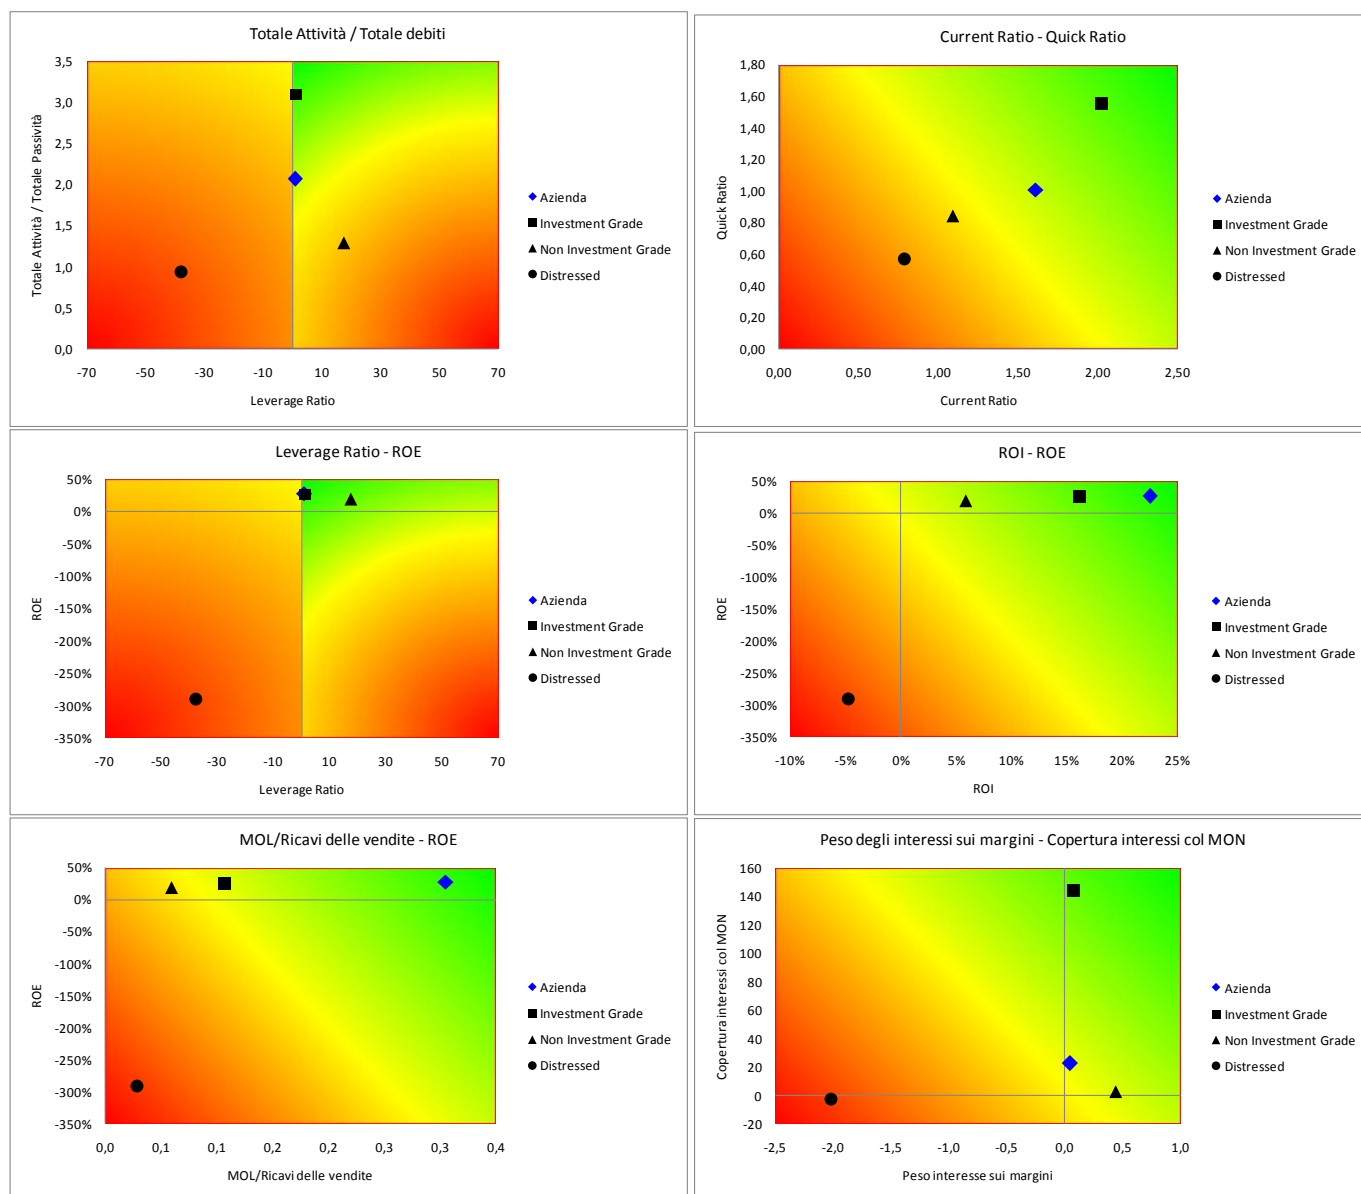 Totale Attività / Totale debiti
3,5
3,0
2,5
2,0
1,5
1,0
0,5
0,0
Totale Attività / Totale Passività
-70 -50 -30 -10 10 30 50 70
Leverage Ratio
Azienda
Investment Grade
Non Investment Grade
Distressed
Current Ratio - Quick Ratio
1,80
1,60
1,40
1,20
1,00
0,80
0,60
0,40
0,20
0,00
Quick Ratio
0,00 0,50 1,00 1,50 2,00 2,50
Current Ratio
Azienda
Investment Grade
Non Investment Grade
Distressed
Leverage Ratio - ROE
50%
0%
-50%
-100%
-150%
-200%
-250%
-300%
-350%
ROE
-70 -50 -30 -10 10 30 50 70
Leverage Ratio
Azienda
Investment Grade
Non Investment Grade
Distressed
ROI - ROE
50%
0%
-50%
-100%
-150%
-200%
-250%
-300%
-350%
ROE
-10% -5% 0% 5% 10% 15% 20% 25%
ROI
Azienda
Investment Grade
Non Investment Grade
Distressed
MOL/Ricavi delle vendite - ROE
50%
0%
-50%
-100%
-150%
-200%
-250%
-300%
-350%
ROE
0,0 0,1 0,1 0,2 0,2 0,3 0,3 0,4
MOL/Ricavi delle vendite
Azienda
Investment Grade
Non Investment Grade
Distressed
Peso degli interessi sui margini - Copertura interessi col MON
160
140
120
100
80
60
40
20
0
-20
Copertura interessi col MON
-2,5 -2,0 -1,5 -1,0 -0,5 0,0 0,5 1,0
Peso interesse sui margini
Azienda
Investment Grade
Non Investment Grade
Distressed